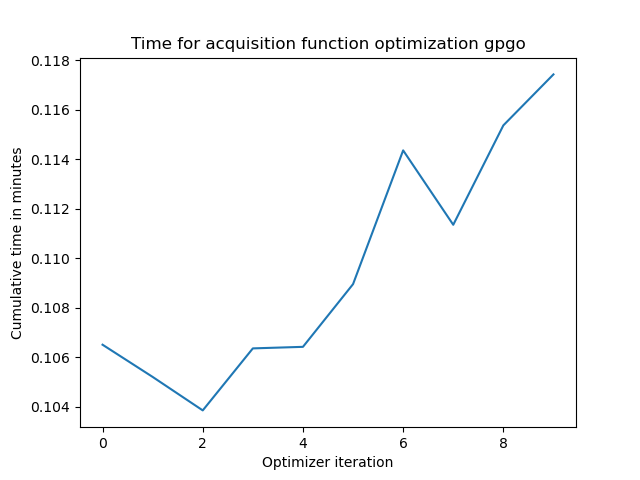 Time for acquisition function optimization gpgo
0.118
0.116
0.114
0.112
0.110
0.108
0.106
0.104
Cumulative time in minutes
0 2 4 6 8
Optimizer iteration